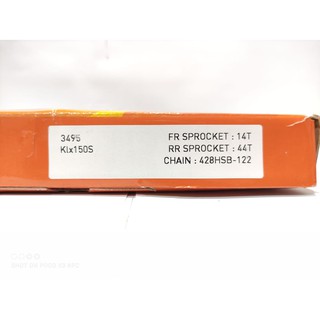 3495
Klx150S
FR SPROCKET : 14T
RR SPROCKET : 44T
CHAIN : 428HSB-122